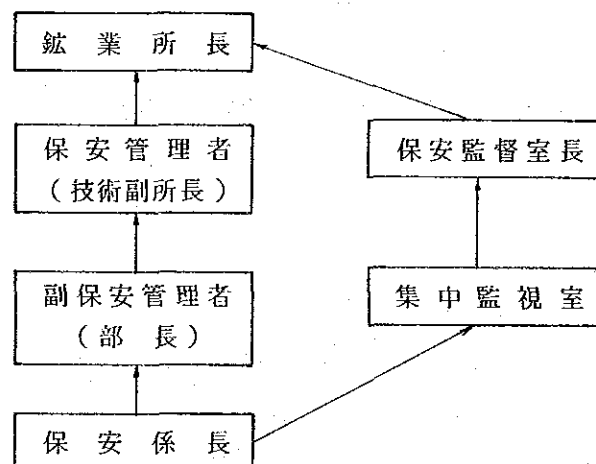 鉱業所長
保安管理者
(技術副所長)
保安監督室長
副保安管理者
(部長)
集中監視室
保安係長